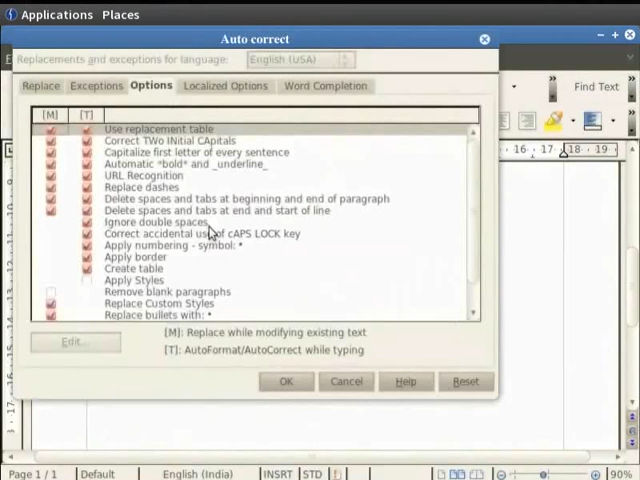 Applications Places
Auto correct
Replacements and exceptions for language: English (USA)
Replace Exceptions Options Localized Options Word Completion
Find Text
[M] [T]
Use replacement table
Correct TWo INitial CApitals
Capitalize first letter of every sentence
Automatic *bold* and _underline_
URL Recognition
Replace dashes
Delete spaces and tabs at beginning and end of paragraph
Delete spaces and tabs at end and start of line
Ignore double spaces
Correct accidental use of cAPS LOCK key
Apply numbering - symbol: *
Apply border
Create table
Apply Styles
Remove blank paragraphs
Replace Custom Styles
Replace bullets with: *
[M]: Replace while modifying existing text
Edit...
[T]: AutoFormat/AutoCorrect while typing
OK Cancel Help Reset
16 17 18 19
Page 1 / 1 Default English (India) INSRT STD 90%